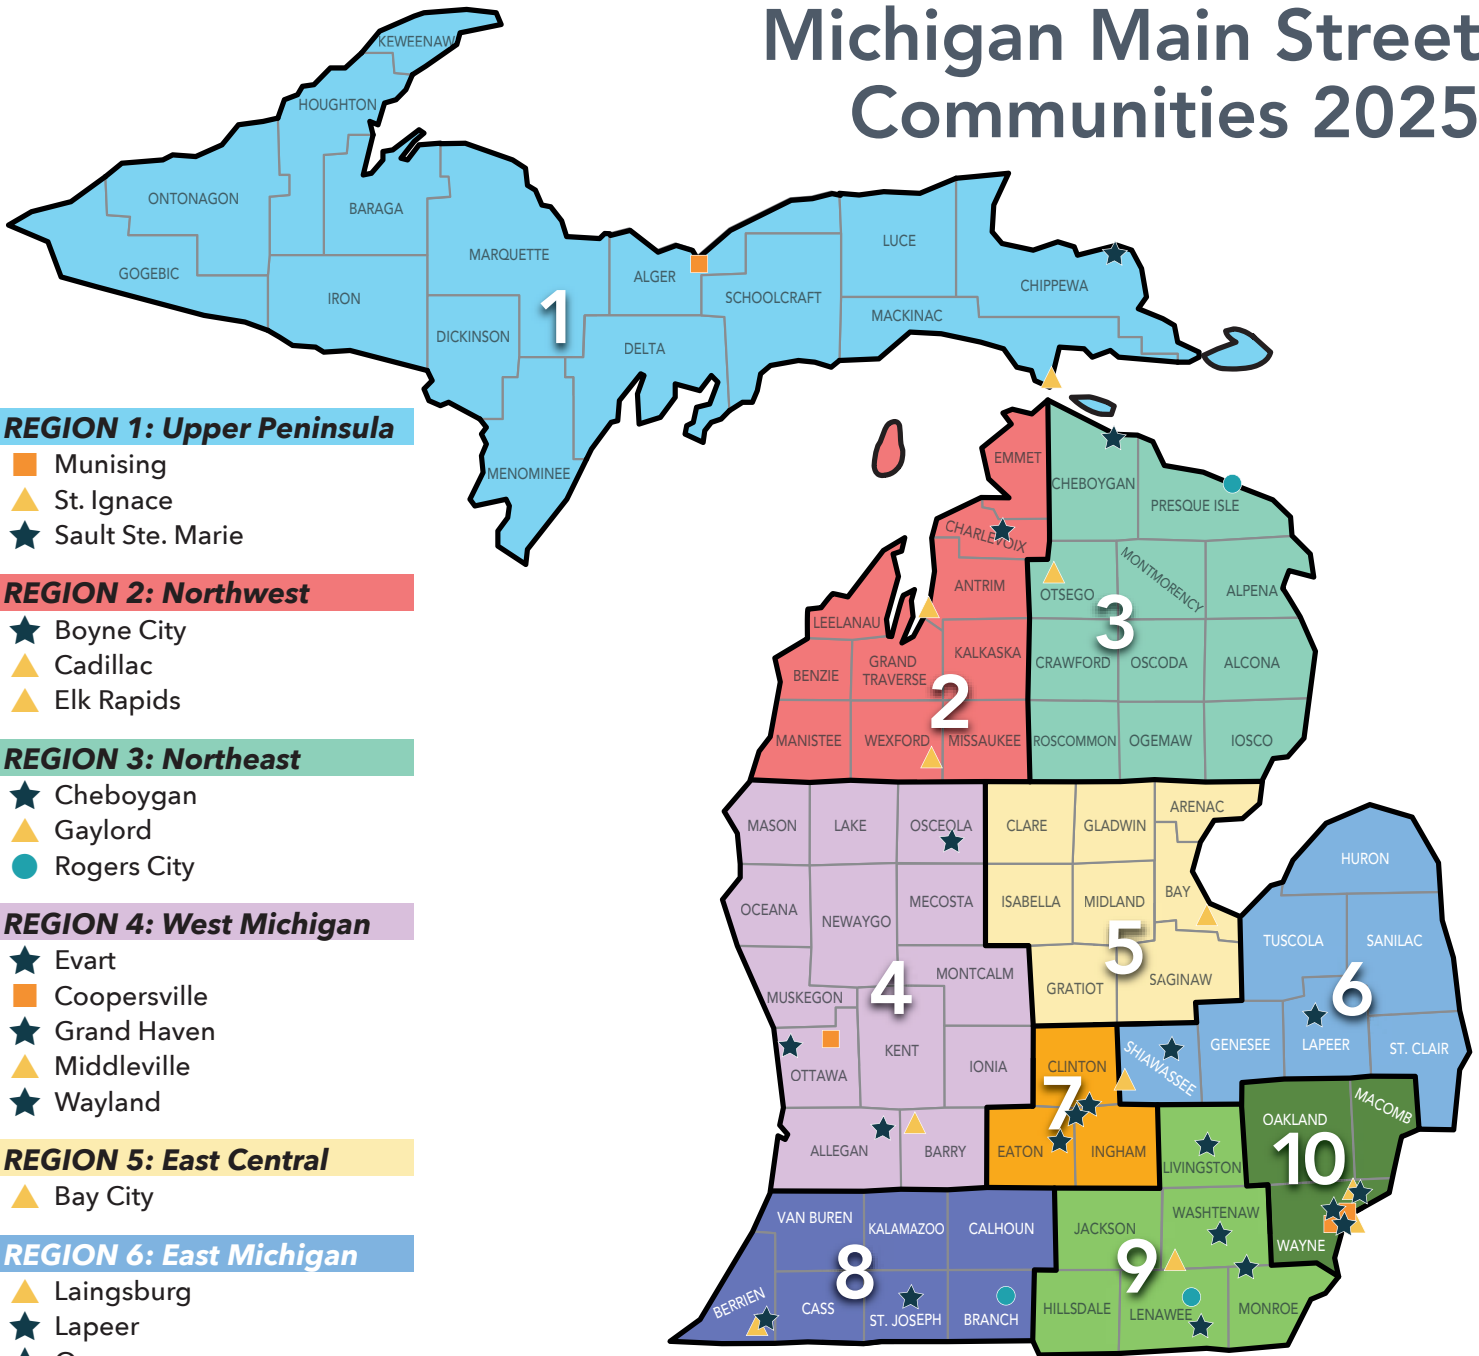 Michigan Main Street
Communities 2025
KEWEENAW
HOUGHTON
ONTONAGON
BARAGA
GOGEBIC
MARQUETTE
IRON
ALGER
LUCE
CHIPPEWA
SCHOOLCRAFT
MACKINAC
1
DICKINSON
DELTA
MENOMINEE
REGION 1: Upper Peninsula
Munising
St. Ignace
Sault Ste. Marie
REGION 2: Northwest
Boyne City
Cadillac
Elk Rapids
REGION 3: Northeast
Cheboygan
Gaylord
Rogers City
REGION 4: West Michigan
Evart
Coopersville
Grand Haven
Middleville
Wayland
REGION 5: East Central
Bay City
REGION 6: East Michigan
Laingsburg
Lapeer
EMMET
CHEBOYGAN
PRESQUE ISLE
CHARLEVOIX
ANTRIM
OTSEGO
MONTMORENCY
ALPENA
3
LEELANAU
GRAND
TRAVERSE
KALKASKA
BENZIE
CRAWFORD
OSCODA
ALCONA
2
MANISTEE
WEXFORD
MISSAUKEE
ROSCOMMON
OGEMAW
IOSCO
MASON
LAKE
OSCEOLA
CLARE
GLADWIN
ARENAC
HURON
OCEANA
NEWAYGO
MECOSTA
ISABELLA
MIDLAND
BAY
TUSCOLA
SANILAC
5
4
MONTCALM
GRATIOT
SAGINAW
6
MUSKEGON
KENT
IONIA
OTTAWA
CLINTON
SHIAWASSEE
GENESEE
LAPEER
ST. CLAIR
7
ALLEGAN
BARRY
EATON
INGHAM
LIVINGSTON
OAKLAND
MACOMB
10
VAN BUREN
KALAMAZOO
CALHOUN
JACKSON
WASHTENAW
WAYNE
8
9
BERRIEN
CASS
ST. JOSEPH
BRANCH
HILLSDALE
LENAWEE
MONROE